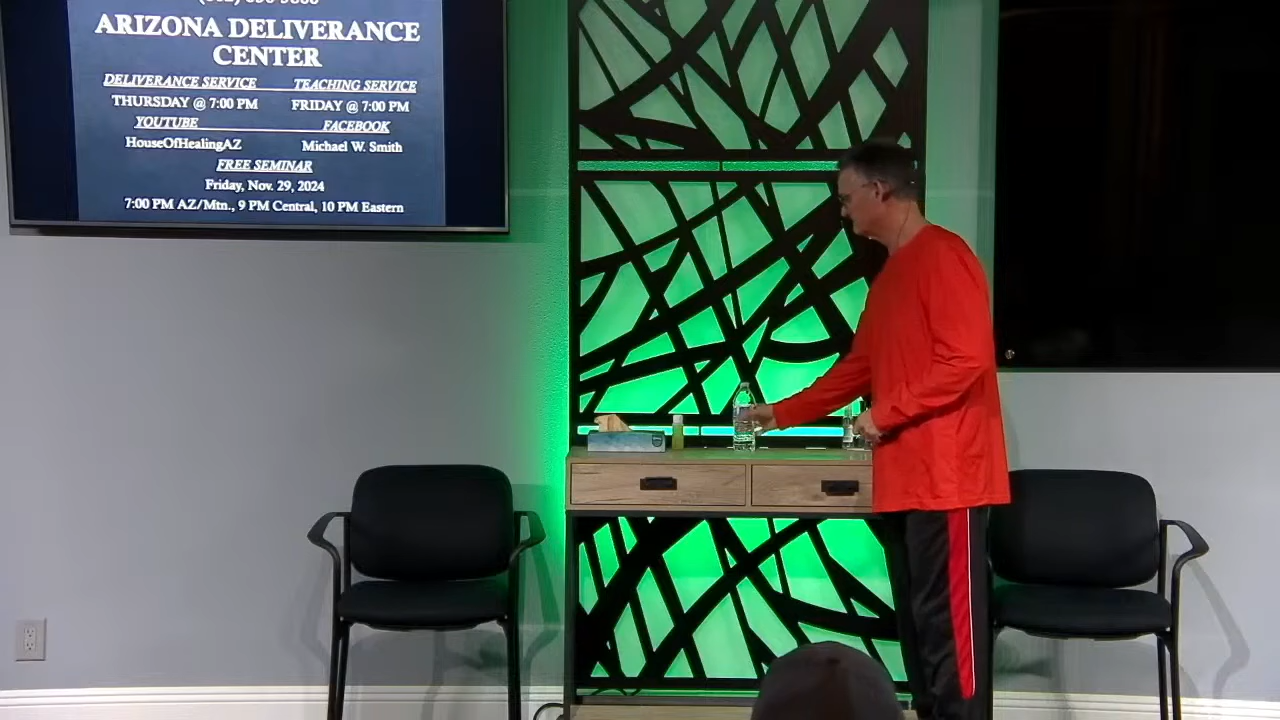 ARIZONA DELIVERANCE
CENTER
DELIVERANCE SERVICE TEACHING SERVICE
THURSDAY @ 7:00 PM FRIDAY @ 7:00 PM
YOUTUBE FACEBOOK
HouseOfHealingAZ Michael W. Smith
FREE SEMINAR
Friday, Nov. 29, 2024
7:00 PM AZ/Mtn., 9 PM Central, 10 PM Eastern